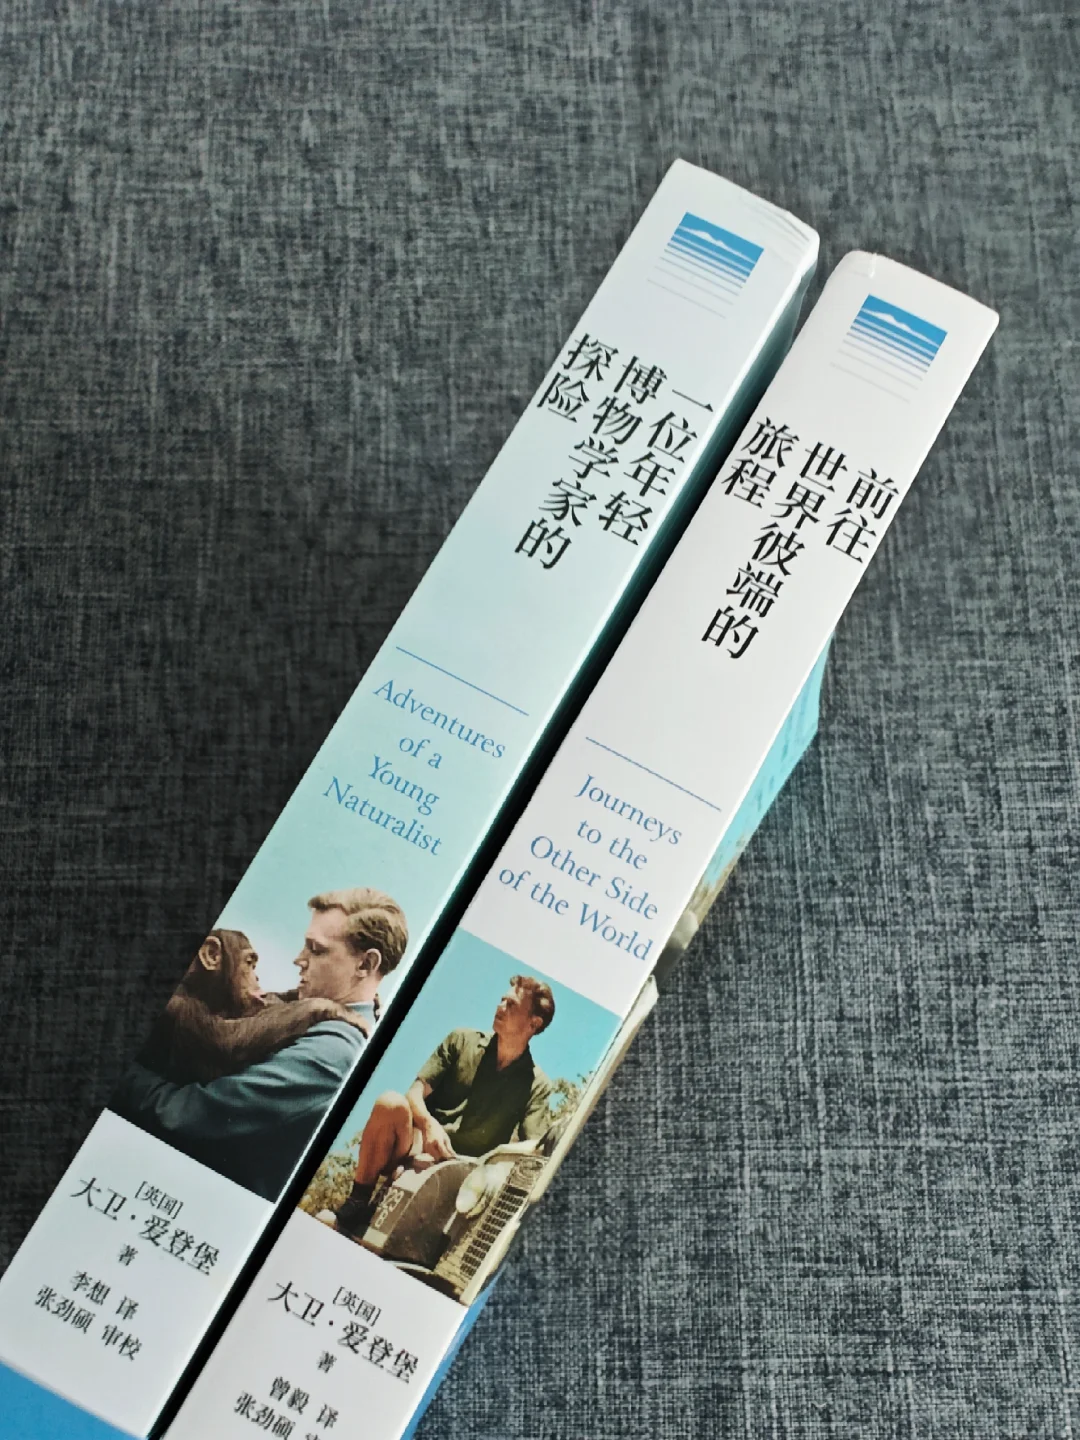 一位年轻
博物学家的
探险
Adventures
of a
Young
Naturalist
[英国]
大卫·爱登堡
著
李想 译
张劲硕 审校
前往
世界彼端的
旅程
Journeys
to the
Other Side
of the World
[英国]
大卫·爱登堡
著
曾毅 译
张劲硕